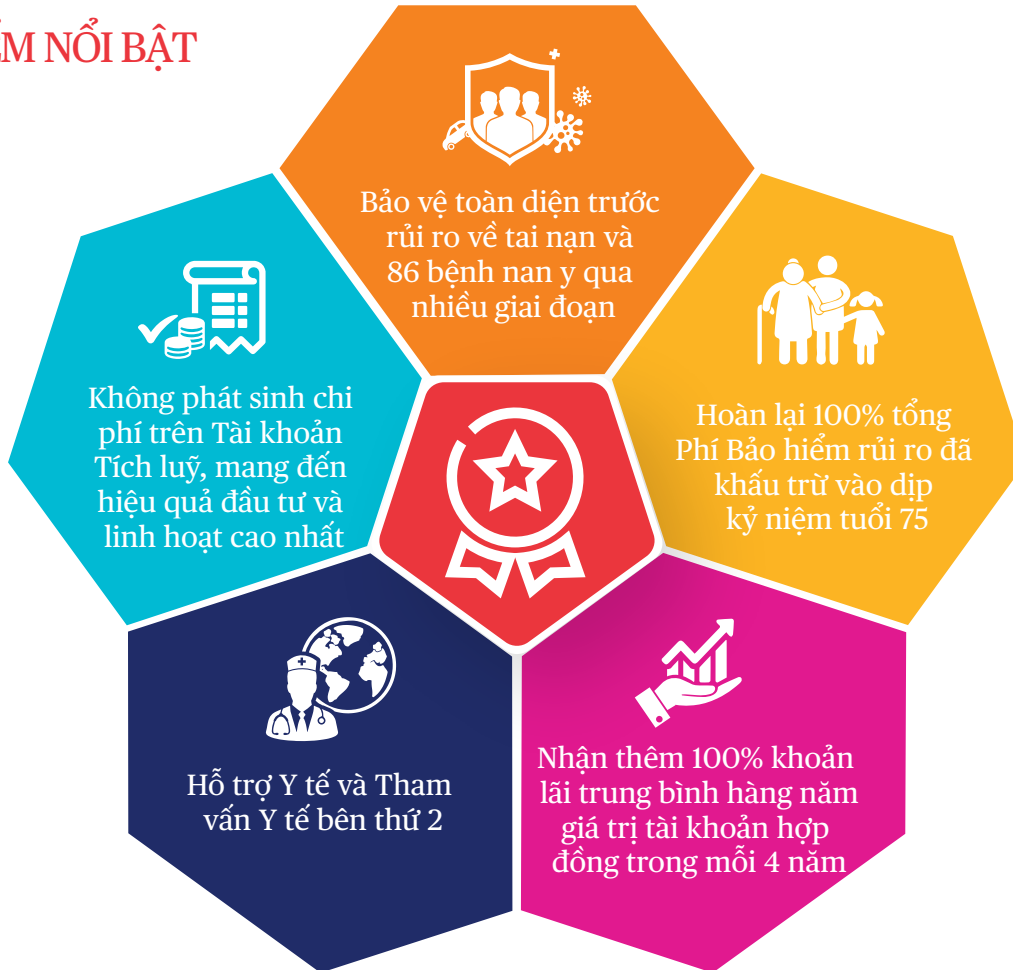 NỔI BẬT
Bảo vệ toàn diện trước
rủi ro về tai nạn và
86 bệnh nan y qua
nhiều giai đoạn
Không phát sinh chi
phí trên Tài khoản
Tích luỹ, mang đến
hiệu quả đầu tư và
linh hoạt cao nhất
Hoàn lại 100% tổng
Phí Bảo hiểm rủi ro đã
khấu trừ vào dịp
kỷ niệm tuổi 75
Hỗ trợ Y tế và Tham
vấn Y tế bên thứ 2
Nhận thêm 100% khoản
lãi trung bình hàng năm
giá trị tài khoản hợp
đồng trong mỗi 4 năm